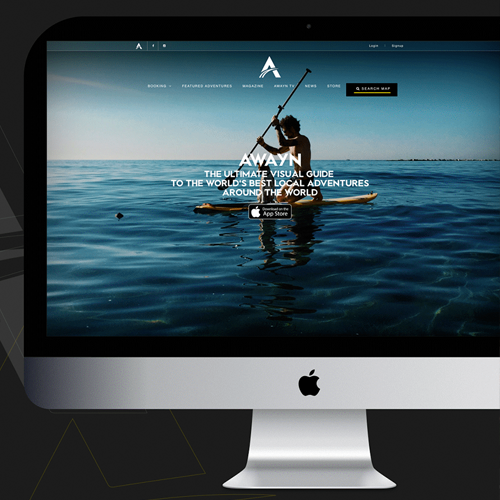 Login
Signup
BOOKING
FEATURED ADVENTURES
MAGAZINE
AWAYN TV
NEWS
STORE
SEARCH MAP
AWAYN
THE ULTIMATE VISUAL GUIDE
TO THE WORLD'S BEST LOCAL ADVENTURES
AROUND THE WORLD
Download on the
App Store